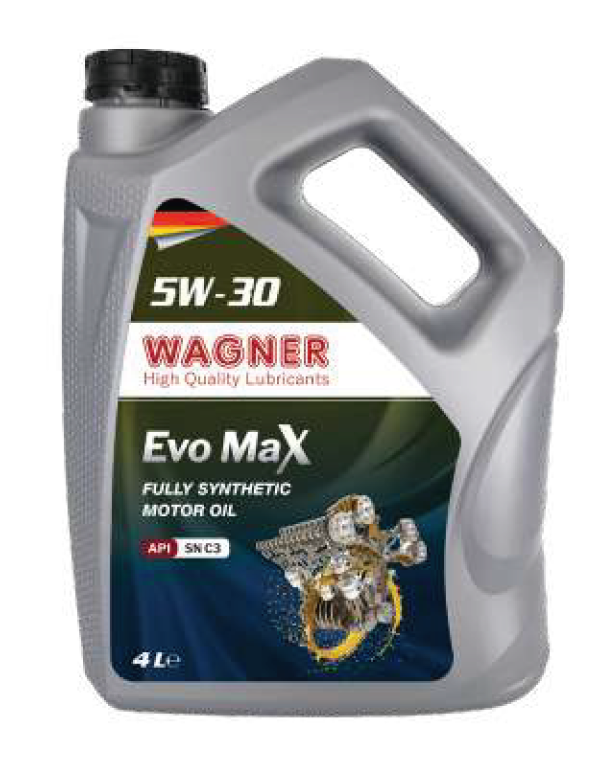 5W-30
WAGNER
High Quality Lubricants
Evo MaX
FULLY SYNTHETIC
MOTOR OIL
API SN C3
4 L℮